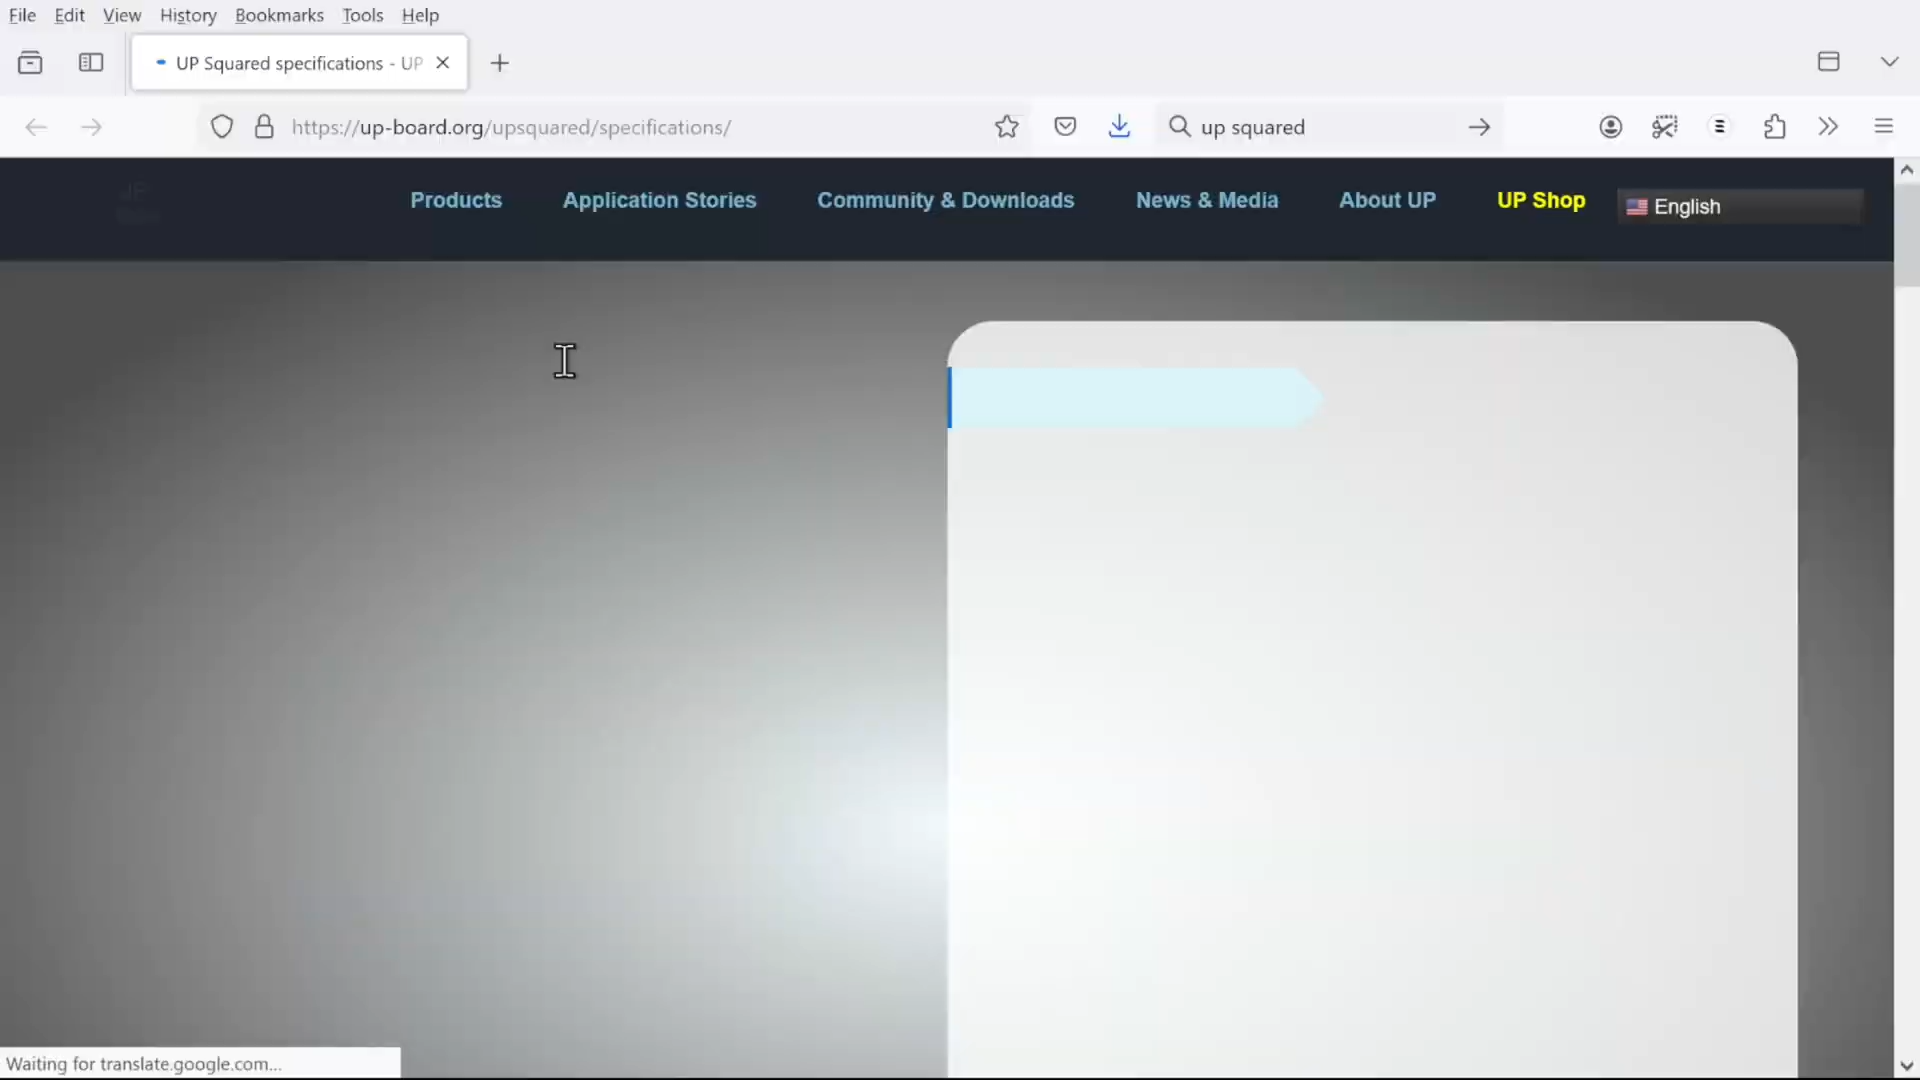 File Edit View History Bookmarks Tools Help
UP Squared specifications - UP
https://up-board.org/upsquared/specifications/
up squared
Products Application Stories Community & Downloads News & Media About UP UP Shop English
Waiting for translate.google.com...